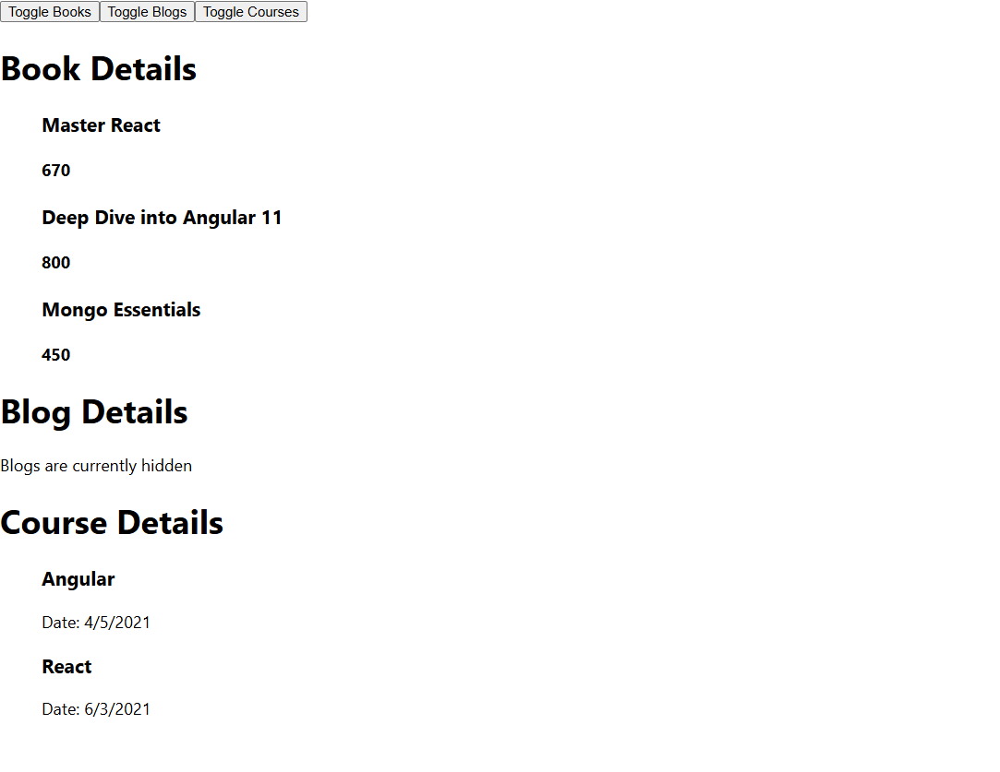 Toggle Books Toggle Blogs Toggle Courses
Book Details
Master React
670
Deep Dive into Angular 11
800
Mongo Essentials
450
Blog Details
Blogs are currently hidden
Course Details
Angular
Date: 4/5/2021
React
Date: 6/3/2021